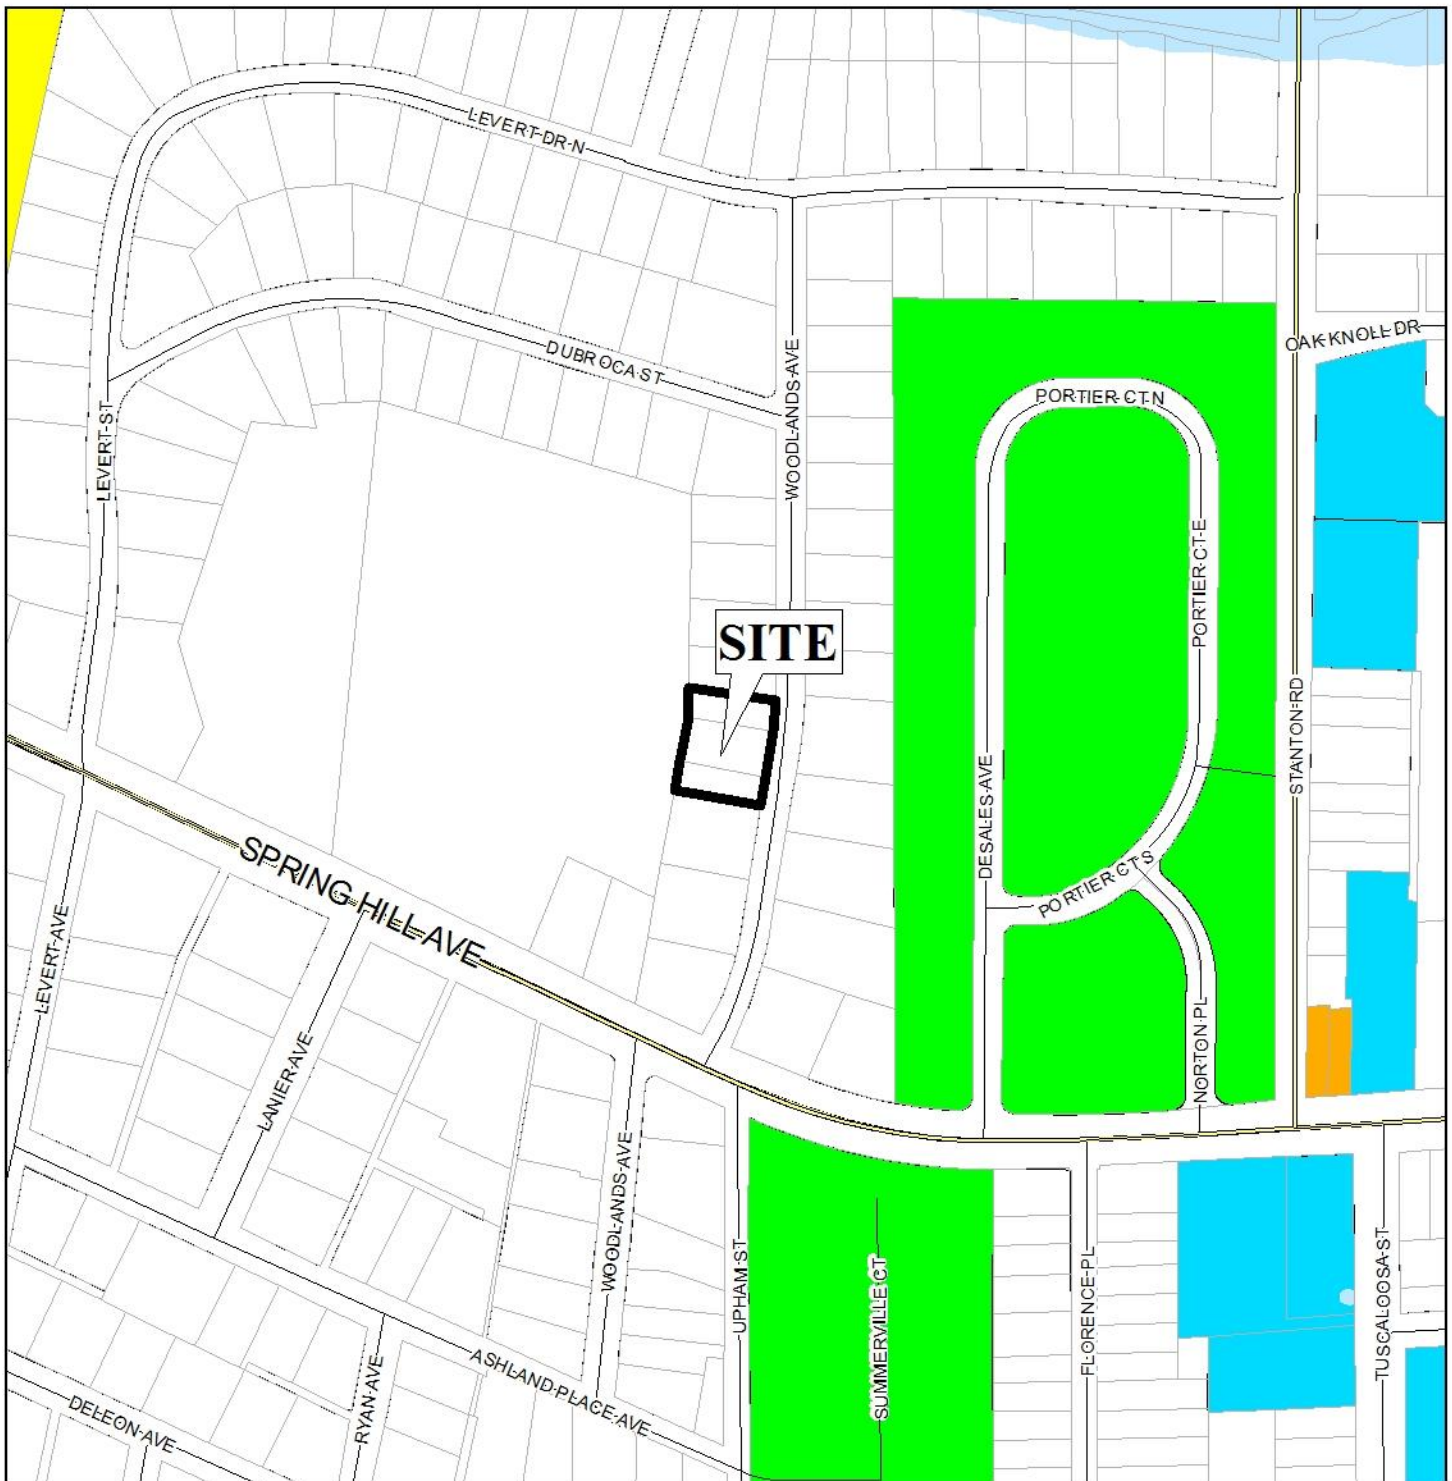 LEVERT DR N
OAK KNOLL DR
DUBROCA ST
WOODLANDS AVE
PORTIER CT N
LEVERT ST
PORTIER CT E
SITE
STANTON RD
DESALES AVE
PORTIER CT S
SPRING HILL AVE
LEVERT AVE
LANIER AVE
NORTON PL
WOODLANDS AVE
UPHAM ST
SUMMERVILLE CT
FLORENCE PL
TUSCALOOSA ST
ASHLAND PLACE AVE
RYAN AVE
DELEON AVE